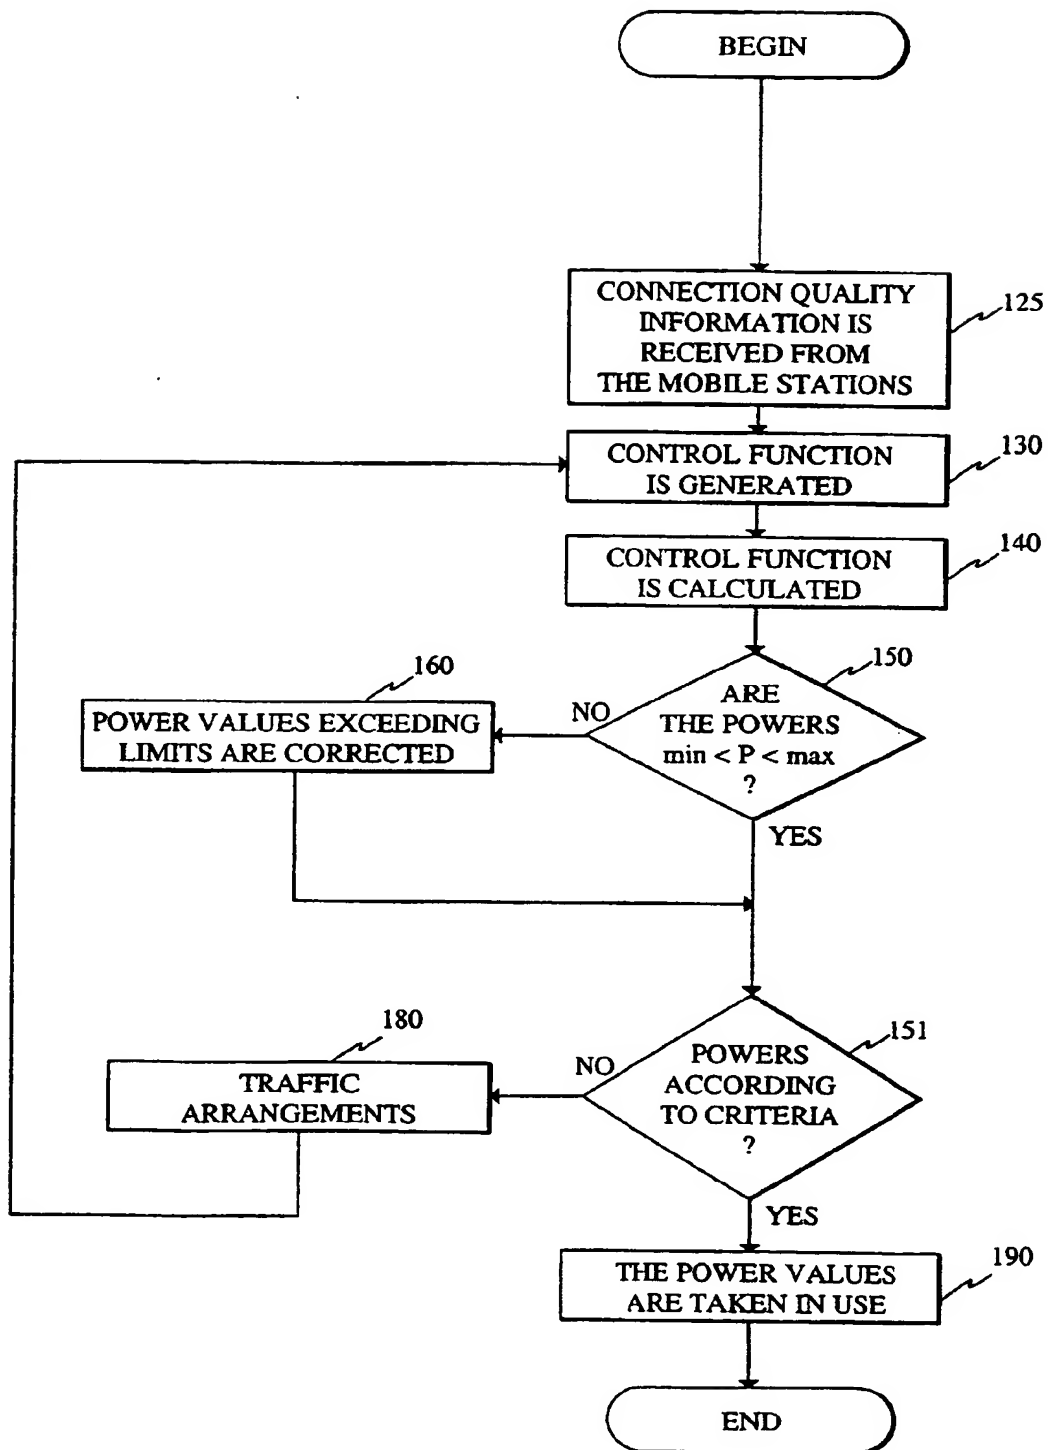 BEGIN
CONNECTION QUALITY
INFORMATION IS
RECEIVED FROM
THE MOBILE STATIONS
125
CONTROL FUNCTION
IS GENERATED
130
CONTROL FUNCTION
IS CALCULATED
140
ARE
THE POWERS
min < P < max
?
150
NO
160
POWER VALUES EXCEEDING
LIMITS ARE CORRECTED
YES
POWERS
ACCORDING
TO CRITERIA
?
151
NO
180
TRAFFIC
ARRANGEMENTS
YES
THE POWER VALUES
ARE TAKEN IN USE
190
END